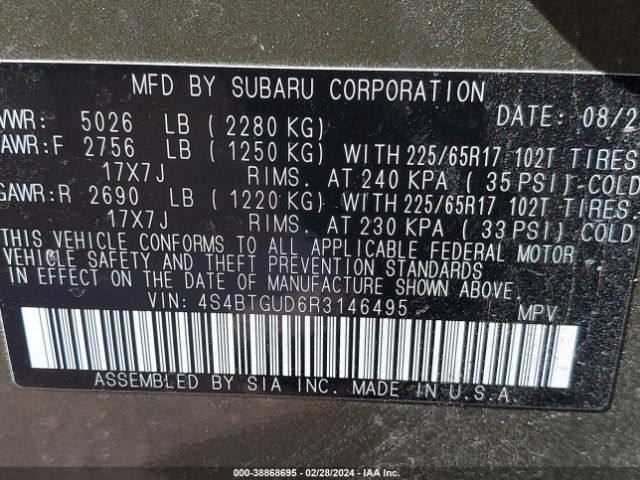 MFD BY SUBARU CORPORATION
VWR: 5026 LB ( 2280 KG) DATE: 08/2
AWR:F 2756 LB ( 1250 KG) WITH 225/65R17 102T TIRES
17X7J RIMS. AT 240 KPA ( 35 PSI) COLD
GAWR:R 2690 LB ( 1220 KG) WITH 225/65R17 102T TIRES
17X7J RIMS. AT 230 KPA ( 33 PSI) COLD
THIS VEHICLE CONFORMS TO ALL APPLICABLE FEDERAL MOTOR
VEHICLE SAFETY AND THEFT PREVENTION STANDARDS
IN EFFECT ON THE DATE OF MANUFACTURE SHOWN ABOVE.
VIN: 4S4BTGUD6R3146495 MPV
ASSEMBLED BY SIA INC. MADE IN U.S.A.
000-38868695 - 02/28/2024 - IAAI Copart